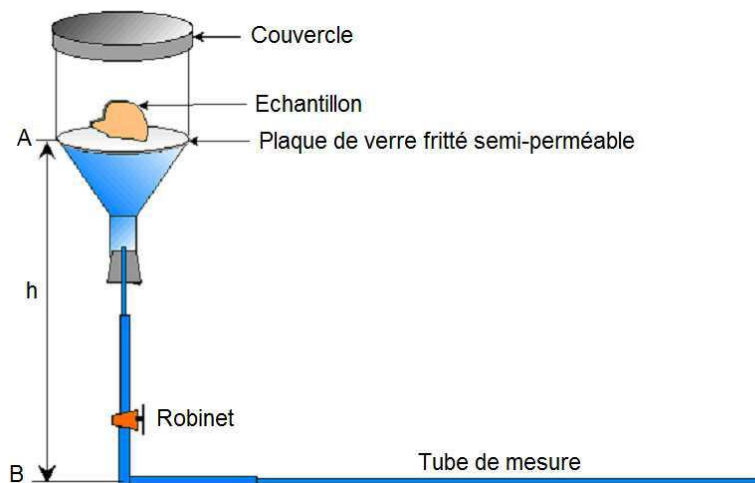 Couvercle
Echantillon
A
Plaque de verre fritté semi-perméable
h
Robinet
B
Tube de mesure